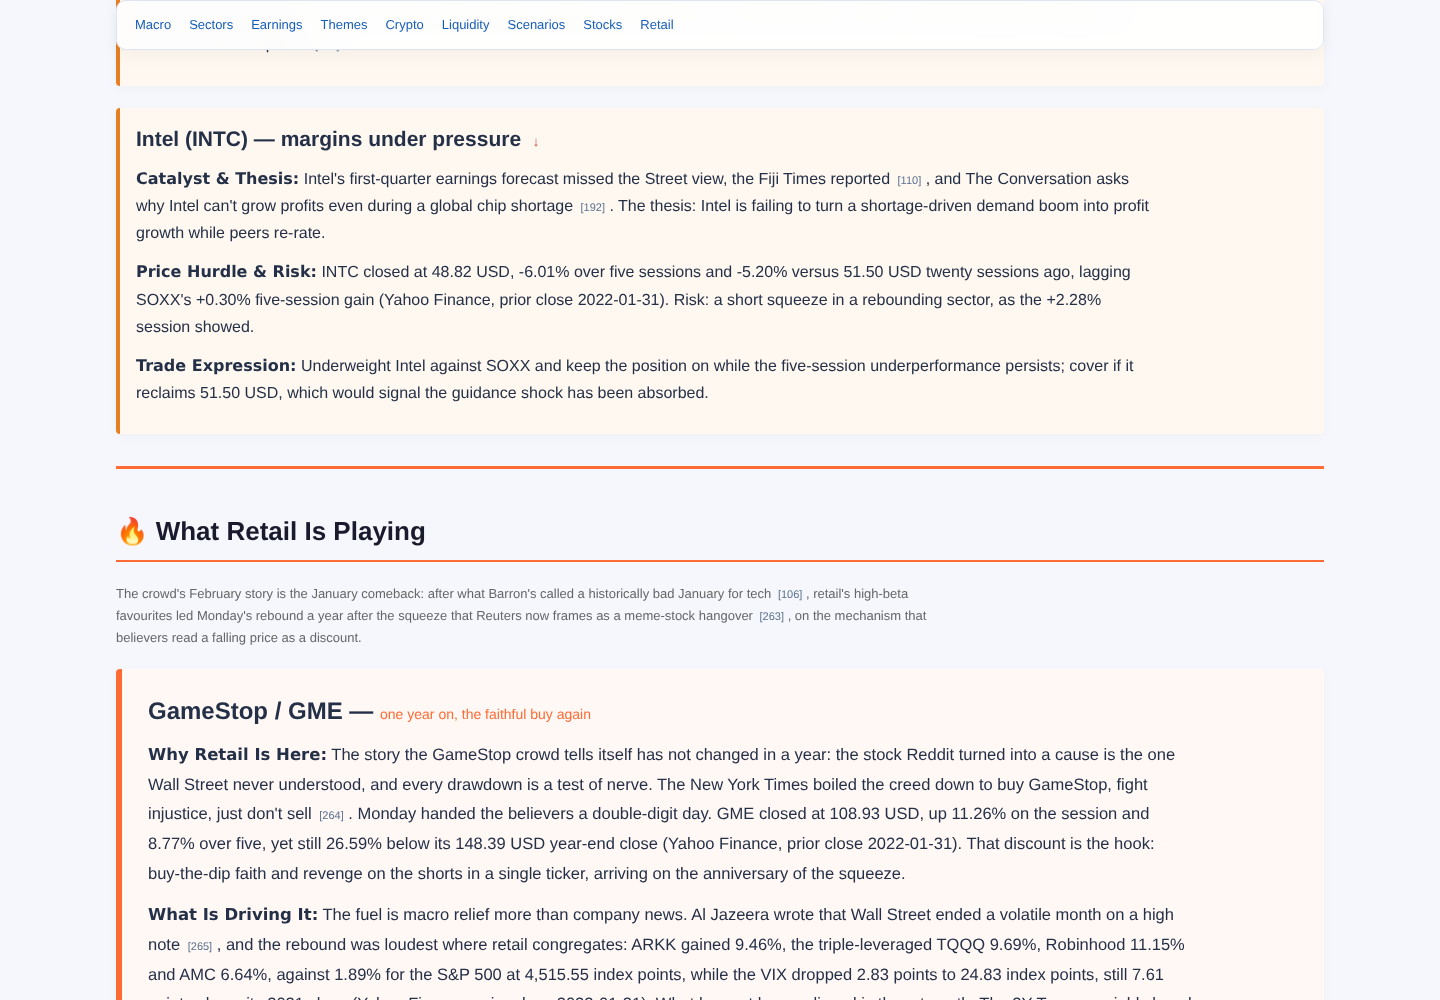 Macro Sectors Earnings Themes Crypto Liquidity Scenarios Stocks Retail
Intel (INTC) — margins under pressure ↓
Catalyst & Thesis: Intel's first-quarter earnings forecast missed the Street view, the Fiji Times reported [110] , and The Conversation asks
why Intel can't grow profits even during a global chip shortage [192] . The thesis: Intel is failing to turn a shortage-driven demand boom into profit
growth while peers re-rate.
Price Hurdle & Risk: INTC closed at 48.82 USD, -6.01% over five sessions and -5.20% versus 51.50 USD twenty sessions ago, lagging
SOXX's +0.30% five-session gain (Yahoo Finance, prior close 2022-01-31). Risk: a short squeeze in a rebounding sector, as the +2.28%
session showed.
Trade Expression: Underweight Intel against SOXX and keep the position on while the five-session underperformance persists; cover if it
reclaims 51.50 USD, which would signal the guidance shock has been absorbed.
🔥 What Retail Is Playing
The crowd's February story is the January comeback: after what Barron's called a historically bad January for tech [106] , retail's high-beta
favourites led Monday's rebound a year after the squeeze that Reuters now frames as a meme-stock hangover [263] , on the mechanism that
believers read a falling price as a discount.
GameStop / GME — one year on, the faithful buy again
Why Retail Is Here: The story the GameStop crowd tells itself has not changed in a year: the stock Reddit turned into a cause is the one
Wall Street never understood, and every drawdown is a test of nerve. The New York Times boiled the creed down to buy GameStop, fight
injustice, just don't sell [264] . Monday handed the believers a double-digit day. GME closed at 108.93 USD, up 11.26% on the session and
8.77% over five, yet still 26.59% below its 148.39 USD year-end close (Yahoo Finance, prior close 2022-01-31). That discount is the hook:
buy-the-dip faith and revenge on the shorts in a single ticker, arriving on the anniversary of the squeeze.
What Is Driving It: The fuel is macro relief more than company news. Al Jazeera wrote that Wall Street ended a volatile month on a high
note [265] , and the rebound was loudest where retail congregates: ARKK gained 9.46%, the triple-leveraged TQQQ 9.69%, Robinhood 11.15%
and AMC 6.64%, against 1.89% for the S&P 500 at 4,515.55 index points, while the VIX dropped 2.83 points to 24.83 index points, still 7.61